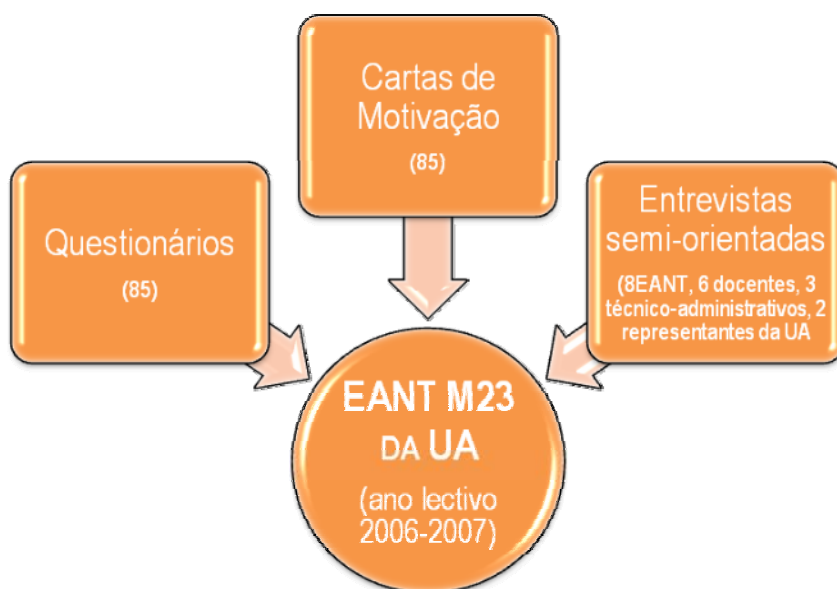 Cartas de
Motivação
(85)
Questionários
(85)
Entrevistas
semi-orientadas
(8EANT, 6 docentes, 3
técnico-administrativos, 2
representantes da UA
EANT M23
DA UA
(ano lectivo
2006-2007)